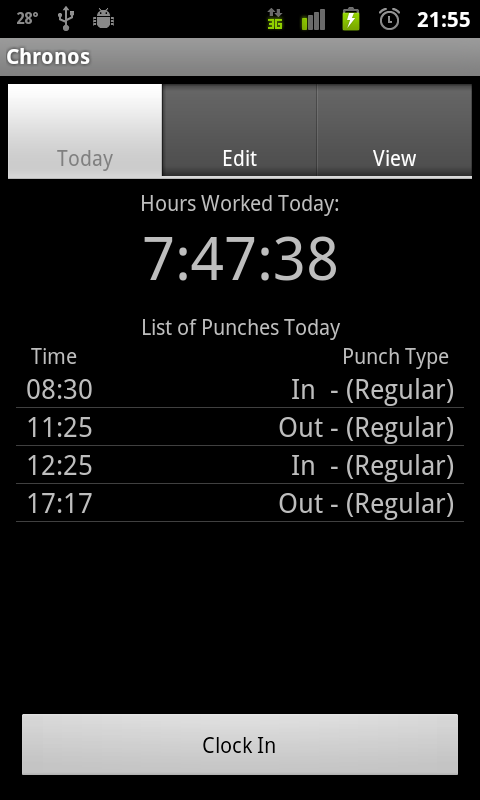 28° 3G 21:55
Chronos
Today Edit View
Hours Worked Today:
7:47:38
List of Punches Today
Time Punch Type
08:30 In - (Regular)
11:25 Out - (Regular)
12:25 In - (Regular)
17:17 Out - (Regular)
Clock In